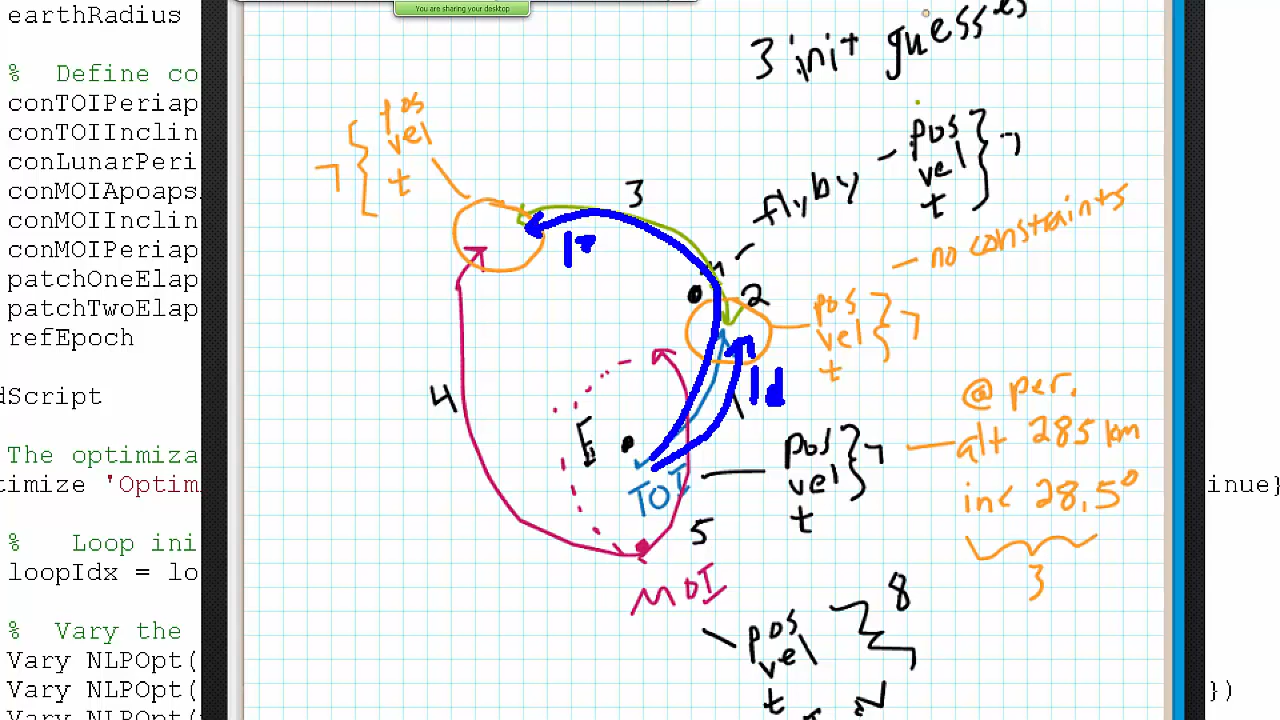 You are sharing your desktop
earthRadius
%  Define co
conTOIPeriap
conTOIInclin
conLunarPeri
conMOIApoaps
conMOIInclin
conMOIPeriap
patchOneElap
patchTwoElap
refEpoch
dScript
The optimiza
timize 'Optim
inue}
%   Loop ini
loopIdx = lo
%  Vary the
Vary NLPOpt(
Vary NLPOpt(
})
Vary NLPOpt(
3 init guesses
pos
vel
t
7
pos
vel
t
7
flyby
no constraints
3
M
2
pos
vel
t
7
4
E
1
TOI
pos
vel
t
7
@ per.
alt 285 km
inc 28.5°
3
5
MOI
8
pos
vel
t